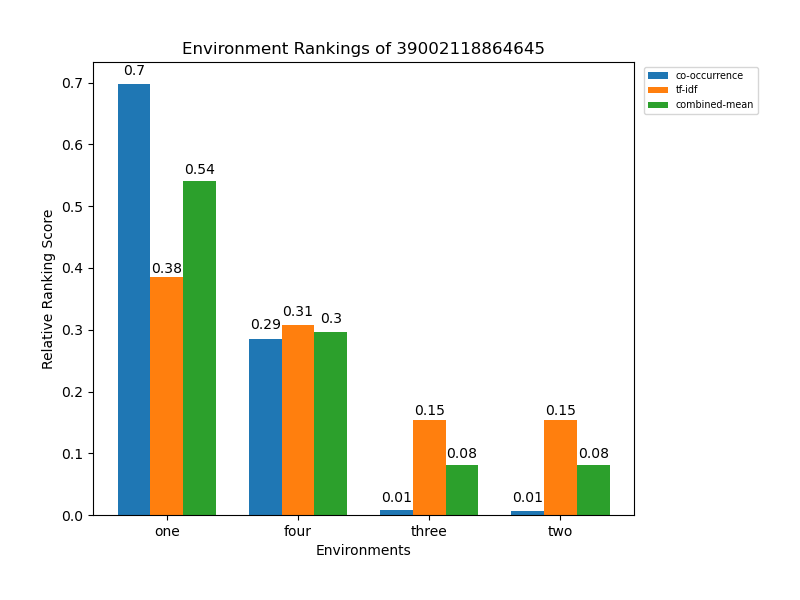 Environment Rankings of 39002118864645
co-occurrence
tf-idf
combined-mean
Relative Ranking Score
0.7
0.6
0.5
0.4
0.3
0.2
0.1
0.0
0.7
0.38
0.54
0.29
0.31
0.3
0.01
0.15
0.08
0.01
0.15
0.08
one
four
three
two
Environments